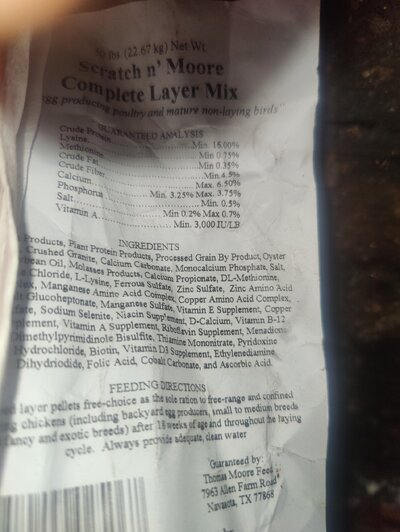 50 lbs (22.67 kg) Net Wt.
Scratch n' Moore
Complete Layer Mix
egg producing poultry and mature non-laying birds"
GUARANTEED ANALYSIS
Crude Protein Min. 16.00%
Lysine Min 0.75%
Methionine Min 0.35%
Crude Fat Min 4.5%
Crude Fiber Max. 6.50%
Calcium Min. 3.25% Max. 3.75%
Phosphorus Min. 0.5%
Salt Min 0.2% Max 0.7%
Vitamin A Min. 3,000 IU/LB
INGREDIENTS
Products, Plant Protein Products, Processed Grain By Product, Oyster
Crushed Granite, Calcium Carbonate, Monocalcium Phosphate, Salt,
bean Oil, Molasses Products, Calcium Propionate, DL-Methionine,
e Chloride, L-Lysine, Ferrous Sulfate, Zinc Sulfate, Zinc Amino Acid
lex, Manganese Amino Acid Complex, Copper Amino Acid Complex,
lt Glucoheptonate, Manganese Sulfate, Vitamin E Supplement, Copper
fate, Sodium Selenite, Niacin Supplement, D-Calcium, Vitamin B-12
pplement, Vitamin A Supplement, Riboflavin Supplement, Menadione
Dimethylpyrimidinole Bisulfite, Thiamine Mononitrate, Pyridoxine
Hydrochloride, Biotin, Vitamin D3 Supplement, Ethylenediamine
Dihydriodide, Folic Acid, Cobalt Carbonate, and Ascorbic Acid.
FEEDING DIRECTIONS
layer pellets free-choice as the sole ration to free-range and confined
chickens (including backyard egg producers, small to medium breeds
fancy and exotic breeds) after 18 weeks of age and throughout the laying
cycle. Always provide adequate, clean water
Guaranteed by:
Thomas Moore Feed
7963 Allen Farm Road
Navasota, TX 77868